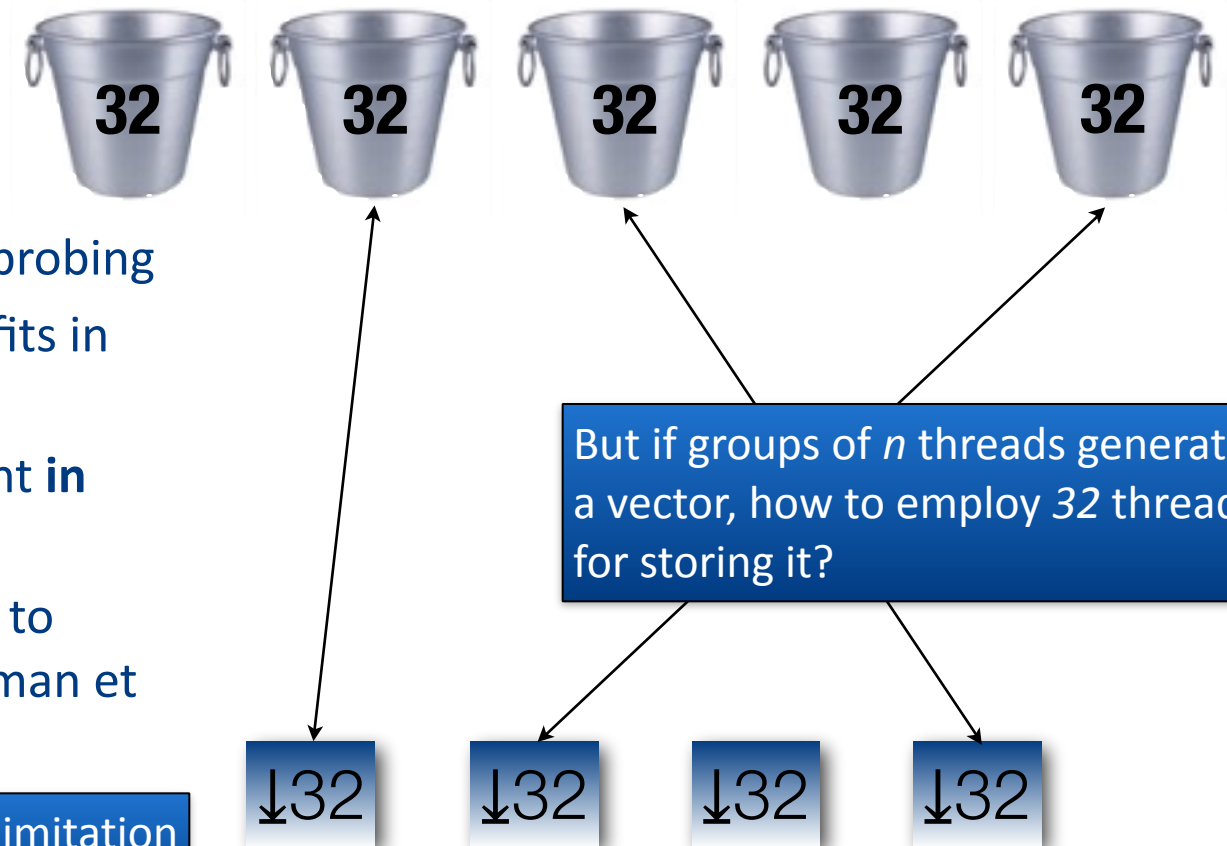 32 32 32 32 32
probing
fits in
nt in
to
man et
But if groups of n threads generat
a vector, how to employ 32 thread
for storing it?
↓32 ↓32 ↓32 ↓32
imitation